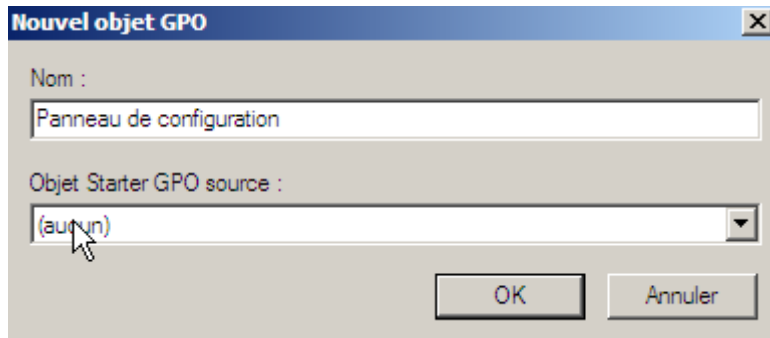 Nouvel objet GPO
Nom :
Panneau de configuration
Objet Starter GPO source :
(aucun)
OK Annuler